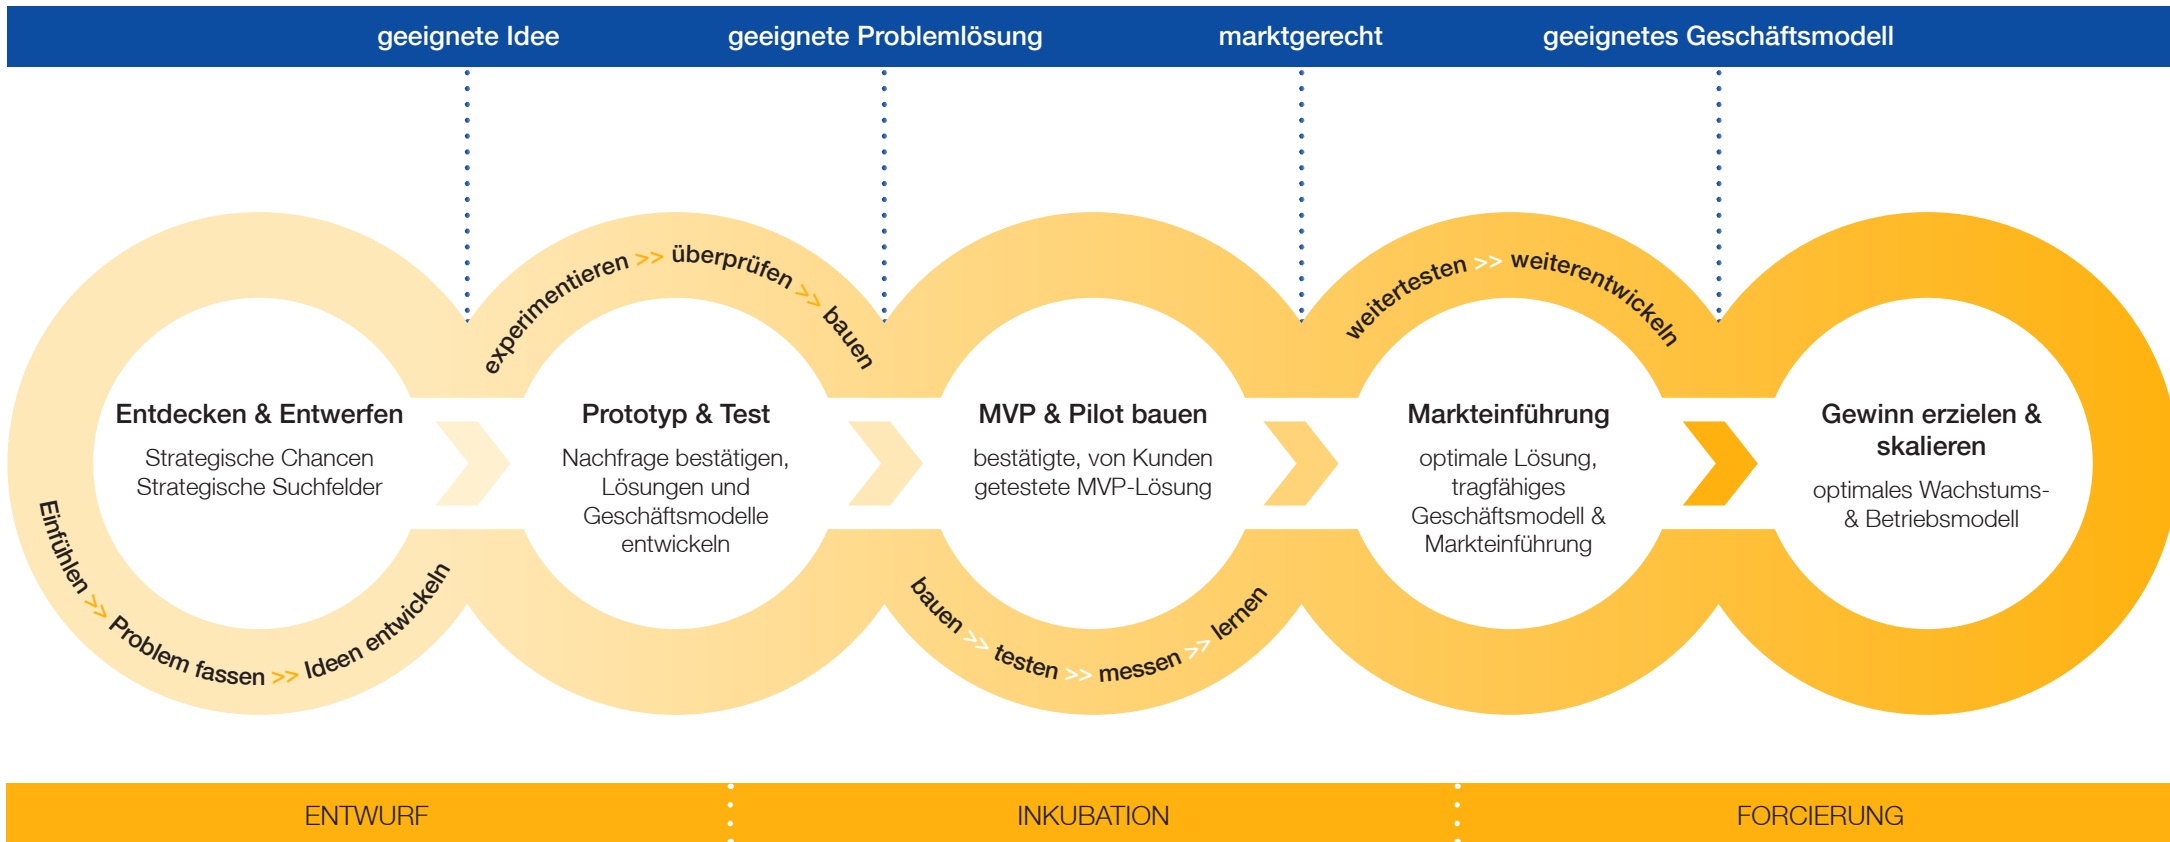 geeignete Idee
geeignete Problemlösung
marktgerecht
geeignetes Geschäftsmodell
Entdecken & Entwerfen
Strategische Chancen
Strategische Suchfelder
Einfühlen >> Problem fassen >> Ideen entwickeln
experimentieren >> überprüfen >> bauen
Prototyp & Test
Nachfrage bestätigen,
Lösungen und
Geschäftsmodelle
entwickeln
MVP & Pilot bauen
bestätigte, von Kunden
getestete MVP-Lösung
bauen >> testen >> messen >> lernen
weitertesten >> weiterentwickeln
Markteinführung
optimale Lösung,
tragfähiges
Geschäftsmodell &
Markteinführung
Gewinn erzielen &
skalieren
optimales Wachstums-
& Betriebsmodell
ENTWURF
INKUBATION
FORCIERUNG